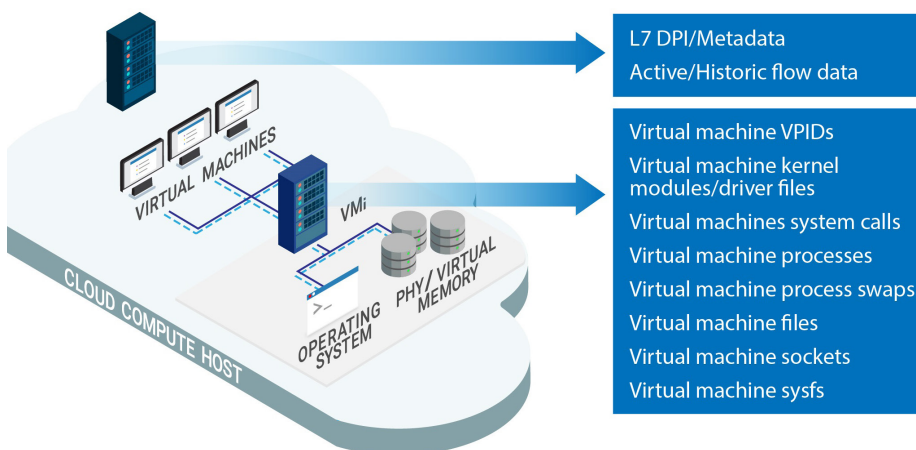 L7 DPI/Metadata
Active/Historic flow data
Virtual machine VPIDs
Virtual machine kernel
modules/driver files
Virtual machines system calls
Virtual machine processes
Virtual machine process swaps
Virtual machine files
Virtual machine sockets
Virtual machine sysfs
VIRTUAL MACHINES
VMi
PHY/VIRTUAL
MEMORY
>_
OPERATING
SYSTEM
CLOUD COMPUTE HOST